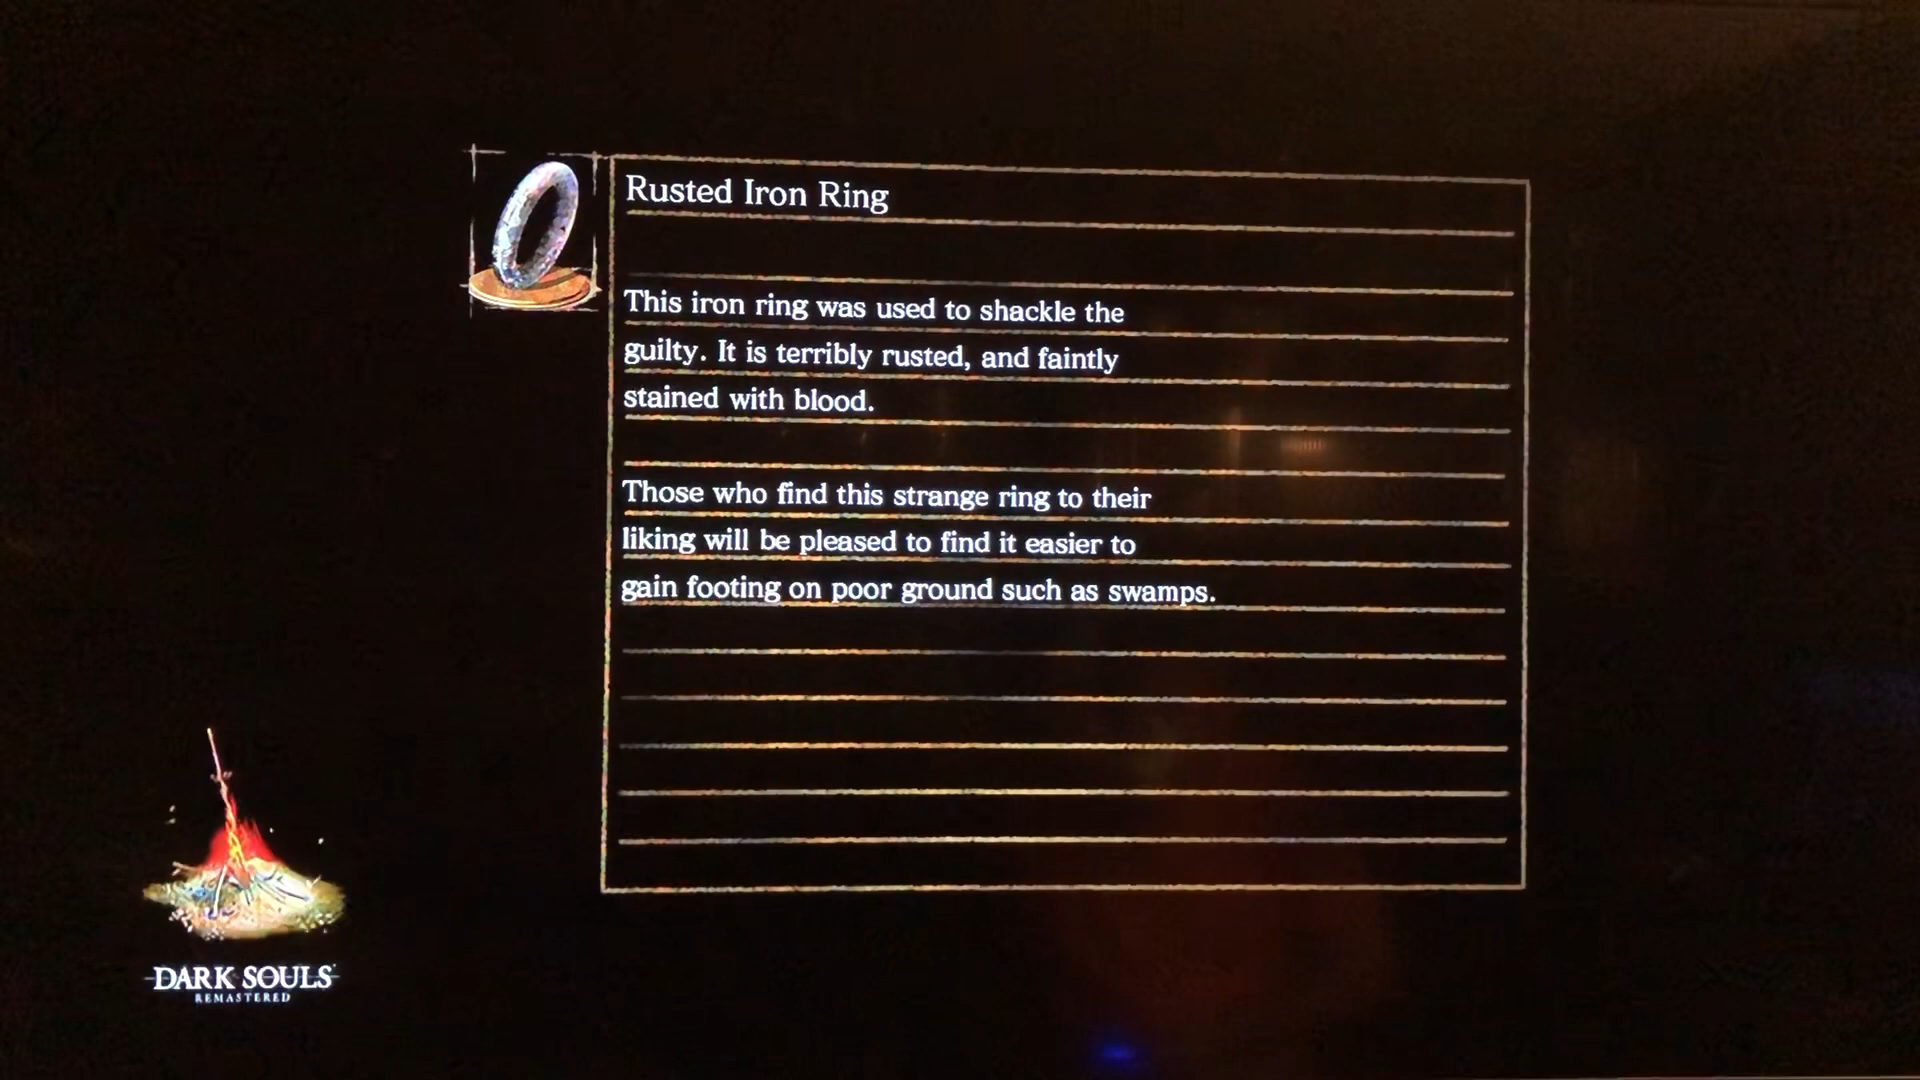 Rusted Iron Ring
This iron ring was used to shackle the
guilty. It is terribly rusted, and faintly
stained with blood.
Those who find this strange ring to their
liking will be pleased to find it easier to
gain footing on poor ground such as swamps.
DARK SOULS
REMASTERED